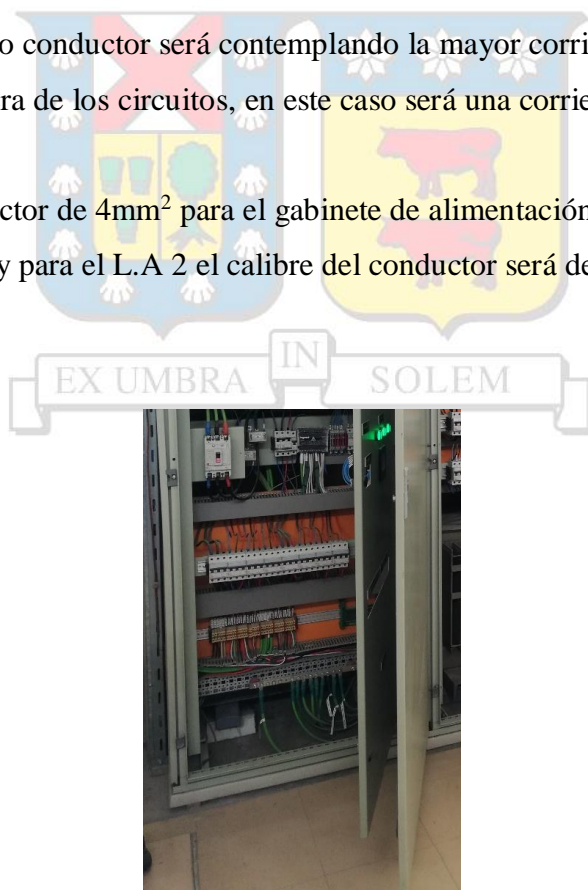 o conductor será contemplando la mayor corri
ra de los circuitos, en este caso será una corrie
ctor de 4mm² para el gabinete de alimentación
y para el L.A 2 el calibre del conductor será de
EX UMBRA IN SOLEM